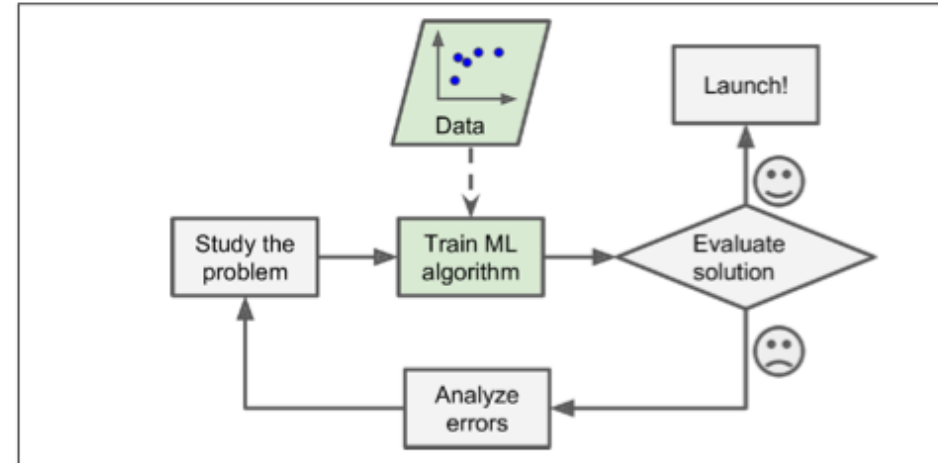 Data
Launch!
Study the
problem
Train ML
algorithm
Evaluate
solution
Analyze
errors